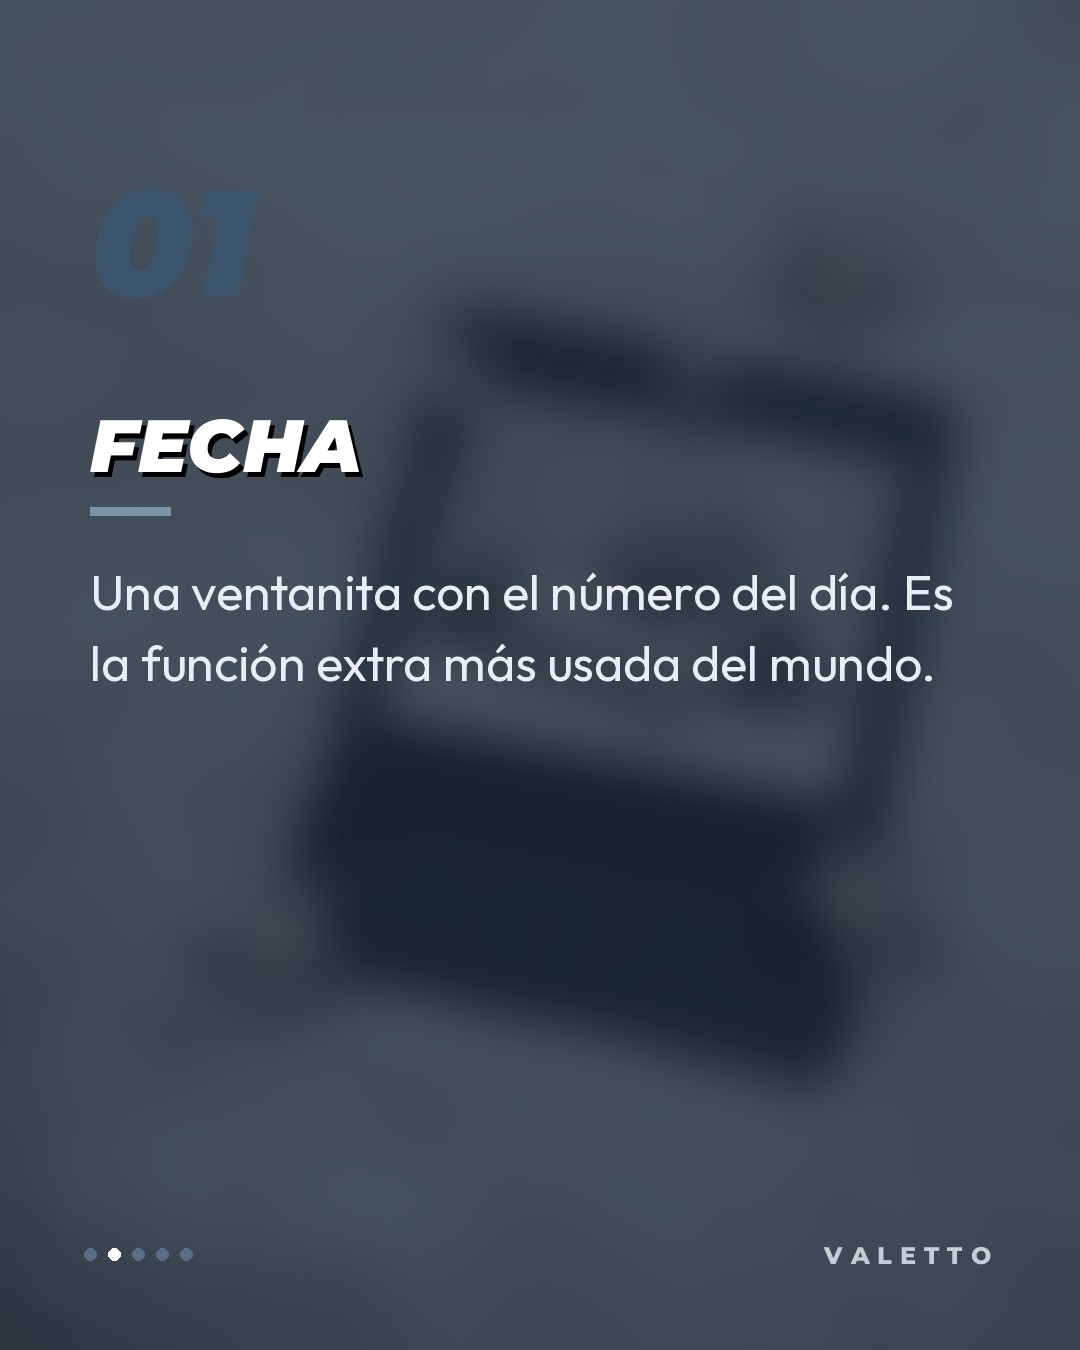 01
FECHA
Una ventanita con el número del día. Es
la función extra más usada del mundo.
VALETTO